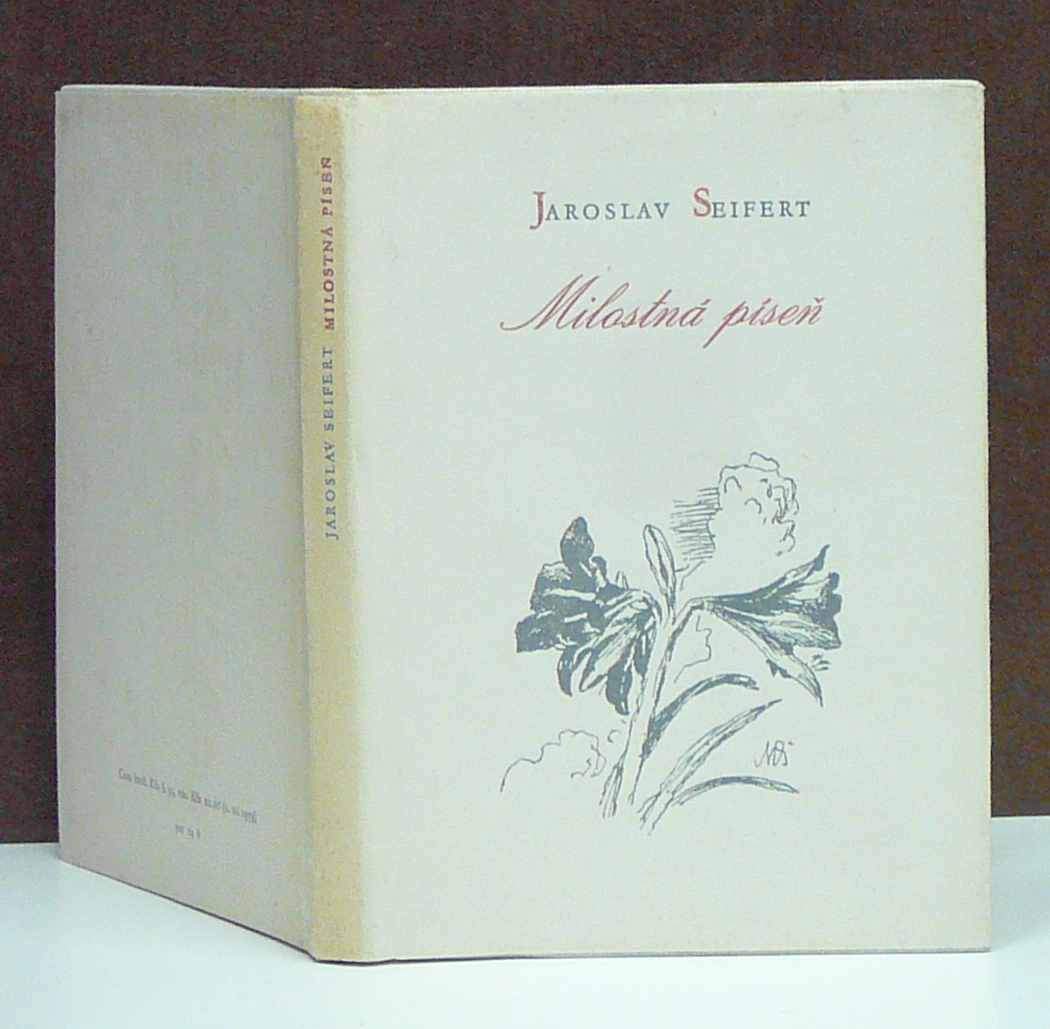 JAROSLAV SEIFERT
Milostná píseň
JAROSLAV SEIFERT MILOSTNÁ PÍSEŇ